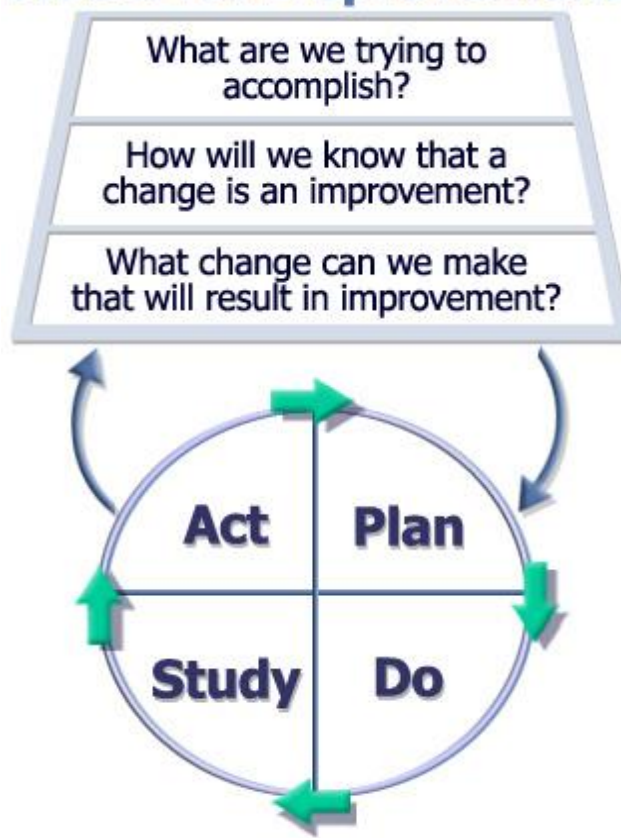 What are we trying to
accomplish?
How will we know that a
change is an improvement?
What change can we make
that will result in improvement?
Act Plan
Study Do